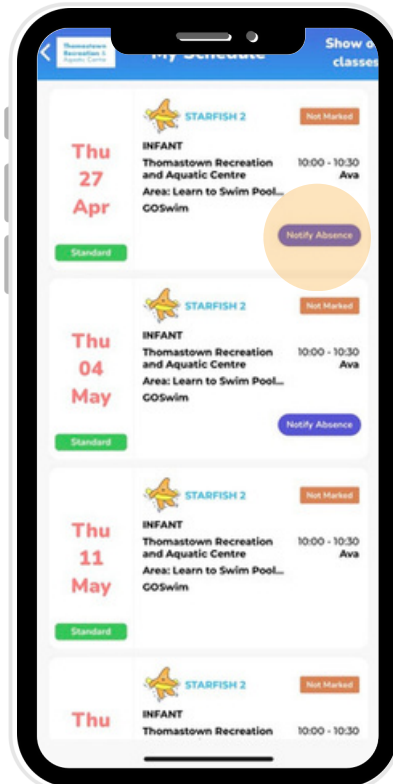 Thomastown
Recreation &
Aquatic Centre
My Schedule
Show o
classes
STARFISH 2
Not Marked
Thu
27
Apr
INFANT
Thomastown Recreation
and Aquatic Centre
10:00 - 10:30
Ava
Area: Learn to Swim Pool...
GOSwim
Notify Absence
Standard
STARFISH 2
Not Marked
Thu
04
May
INFANT
Thomastown Recreation
and Aquatic Centre
10:00 - 10:30
Ava
Area: Learn to Swim Pool...
GOSwim
Notify Absence
Standard
STARFISH 2
Not Marked
Thu
11
May
INFANT
Thomastown Recreation
and Aquatic Centre
10:00 - 10:30
Ava
Area: Learn to Swim Pool...
GOSwim
Standard
STARFISH 2
Not Marked
Thu
INFANT
Thomastown Recreation
10:00 - 10:30